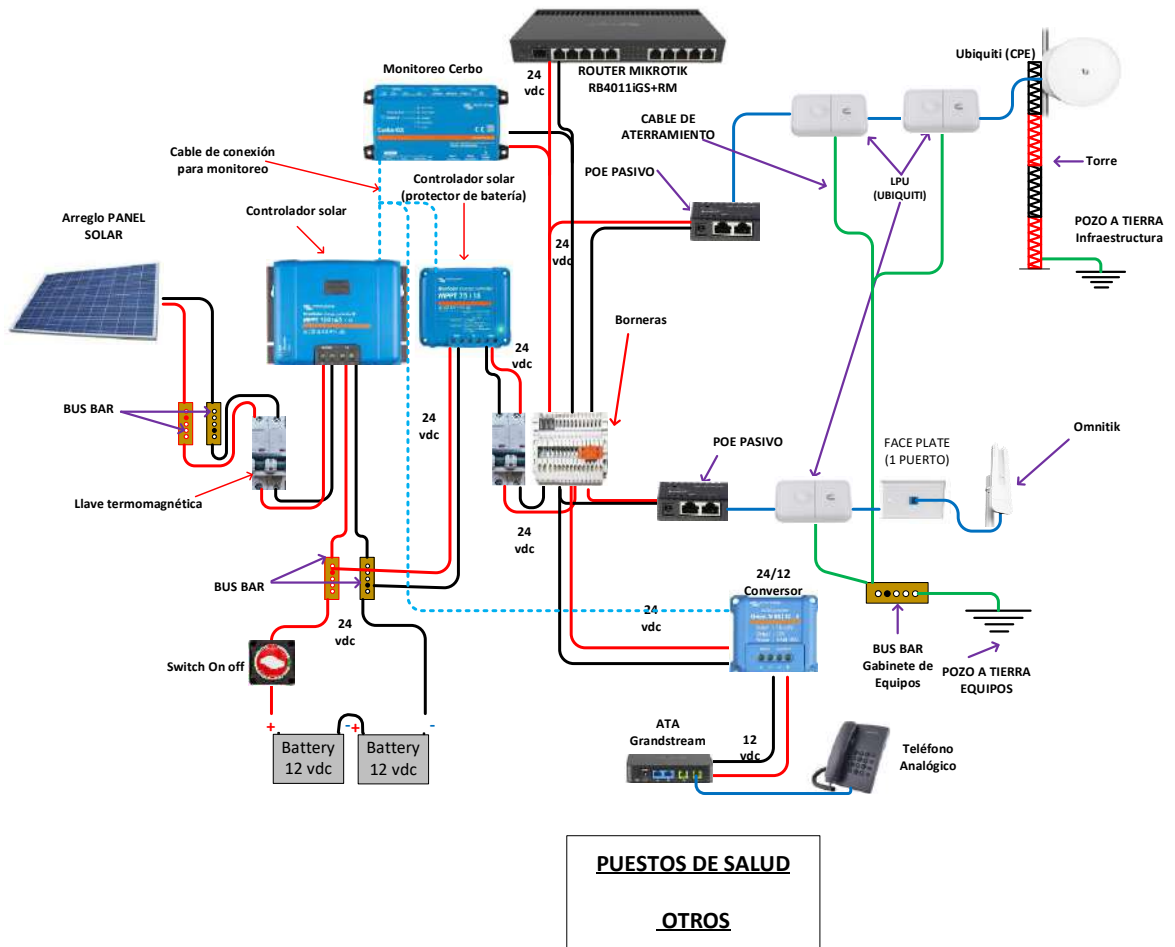 ROUTER MIKROTIK
RB4011iGS+RM
24
vdc
Monitoreo Cerbo
Cable de conexión
para monitoreo
Controlador solar
(protector de batería)
Controlador solar
Arreglo PANEL
SOLAR
CABLE DE
ATERRAMIENTO
Ubiquiti (CPE)
Torre
LPU
(UBIQUITI)
POE PASIVO
POZO A TIERRA
Infraestructura
24
vdc
Borneras
24
vdc
BUS BAR
24
vdc
Llave termomagnética
POE PASIVO
FACE PLATE
(1 PUERTO)
Omnitik
24
vdc
BUS BAR
24/12
Conversor
24
vdc
24
vdc
Switch On off
BUS BAR
Gabinete de
Equipos
POZO A TIERRA
EQUIPOS
+
-
+
-
Battery
12 vdc
Battery
12 vdc
ATA
Grandstream
12
vdc
Teléfono
Analógico
PUESTOS DE SALUD
OTROS